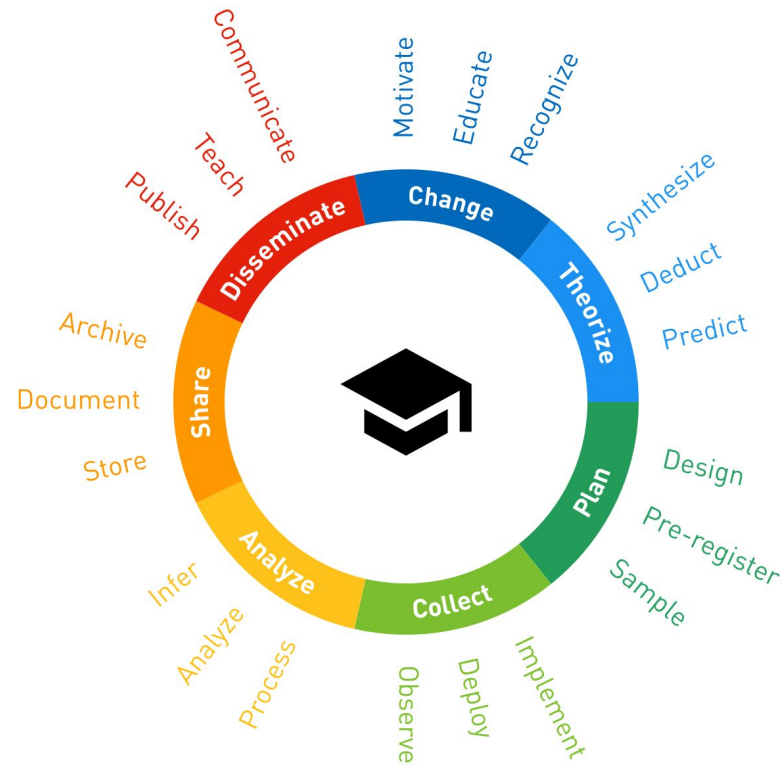 Change
Motivate
Educate
Recognize
Theorize
Synthesize
Deduct
Predict
Plan
Design
Pre-register
Sample
Collect
Implement
Deploy
Observe
Analyze
Process
Analyze
Infer
Share
Store
Document
Archive
Disseminate
Publish
Teach
Communicate